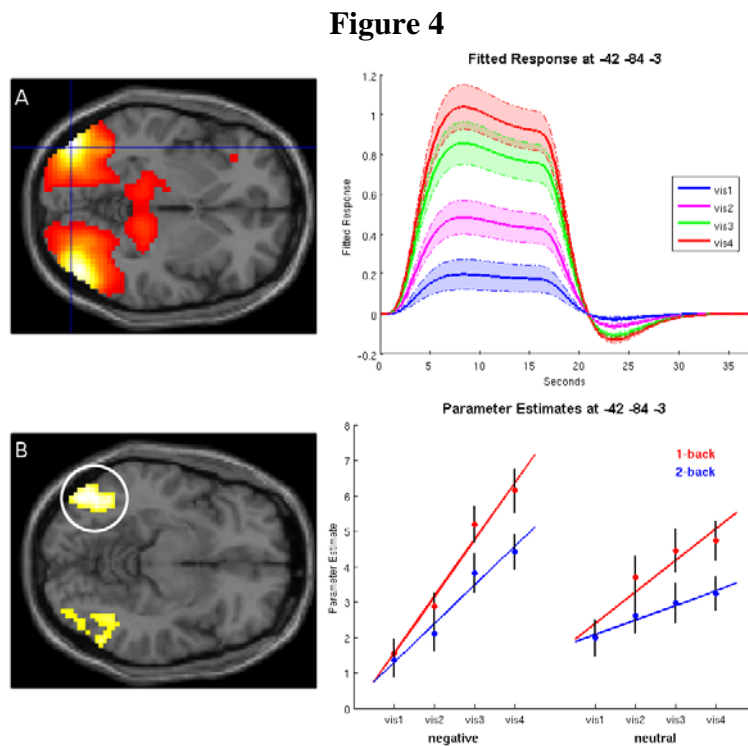 Figure 4
A
Fitted Response at -42 -84 -3
Fitted Response
1.2
1
0.8
0.6
0.4
0.2
0
-0.2
0 5 10 15 20 25 30 35
Seconds
vis1
vis2
vis3
vis4
B
Parameter Estimates at -42 -84 -3
Parameter Estimate
8
7
6
5
4
3
2
1
0
1-back
2-back
vis1 vis2 vis3 vis4 vis1 vis2 vis3 vis4
negative neutral